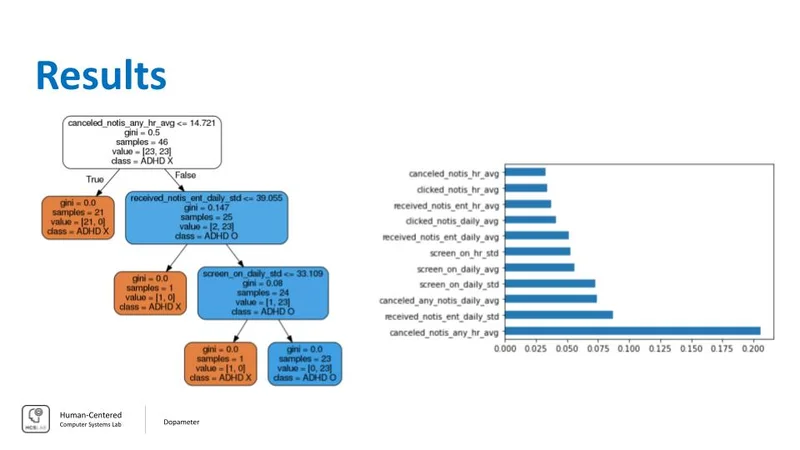 Results
canceled_notis_any_hr_avg <= 14.721
gini = 0.5
samples = 46
value = [23, 23]
class = ADHD X
True
False
gini = 0.0
samples = 21
value = [21, 0]
class = ADHD X
received_notis_ent_daily_std <= 39.055
gini = 0.147
samples = 25
value = [2, 23]
class = ADHD O
gini = 0.0
samples = 1
value = [1, 0]
class = ADHD X
screen_on_daily_std <= 33.109
gini = 0.08
samples = 24
value = [1, 23]
class = ADHD O
gini = 0.0
samples = 1
value = [1, 0]
class = ADHD X
gini = 0.0
samples = 23
value = [0, 23]
class = ADHD O
canceled_notis_hr_avg
clicked_notis_hr_avg
received_notis_ent_hr_avg
clicked_notis_daily_avg
received_notis_ent_daily_avg
screen_on_hr_std
screen_on_daily_avg
screen_on_daily_std
canceled_any_notis_daily_avg
received_notis_ent_daily_std
canceled_notis_any_hr_avg
0.000 0.025 0.050 0.075 0.100 0.125 0.150 0.175 0.200
HCS LAB
Human-Centered
Computer Systems Lab
Dopameter